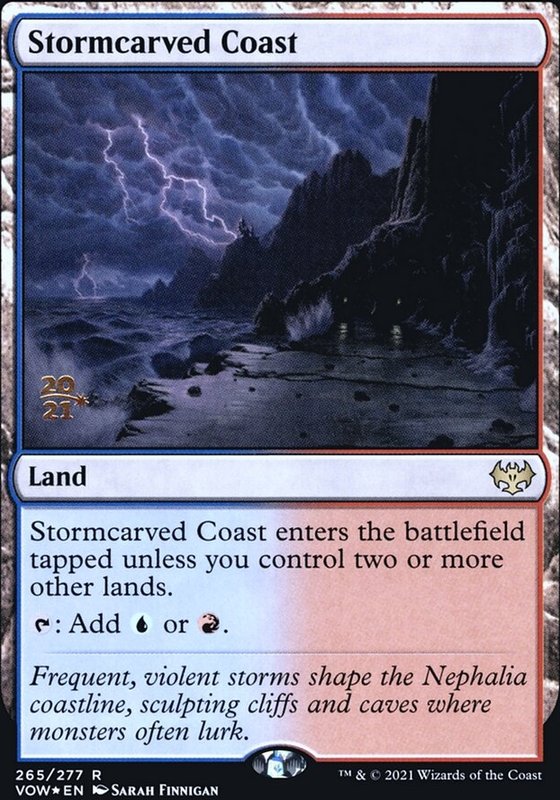 Stormcarved Coast
20
21
Land
Stormcarved Coast enters the battlefield
tapped unless you control two or more
other lands.
: Add or .
Frequent, violent storms shape the Nephalia
coastline, sculpting cliffs and caves where
monsters often lurk.
265/277 R
VOW★EN Sarah Finnigan
™ & © 2021 Wizards of the Coast